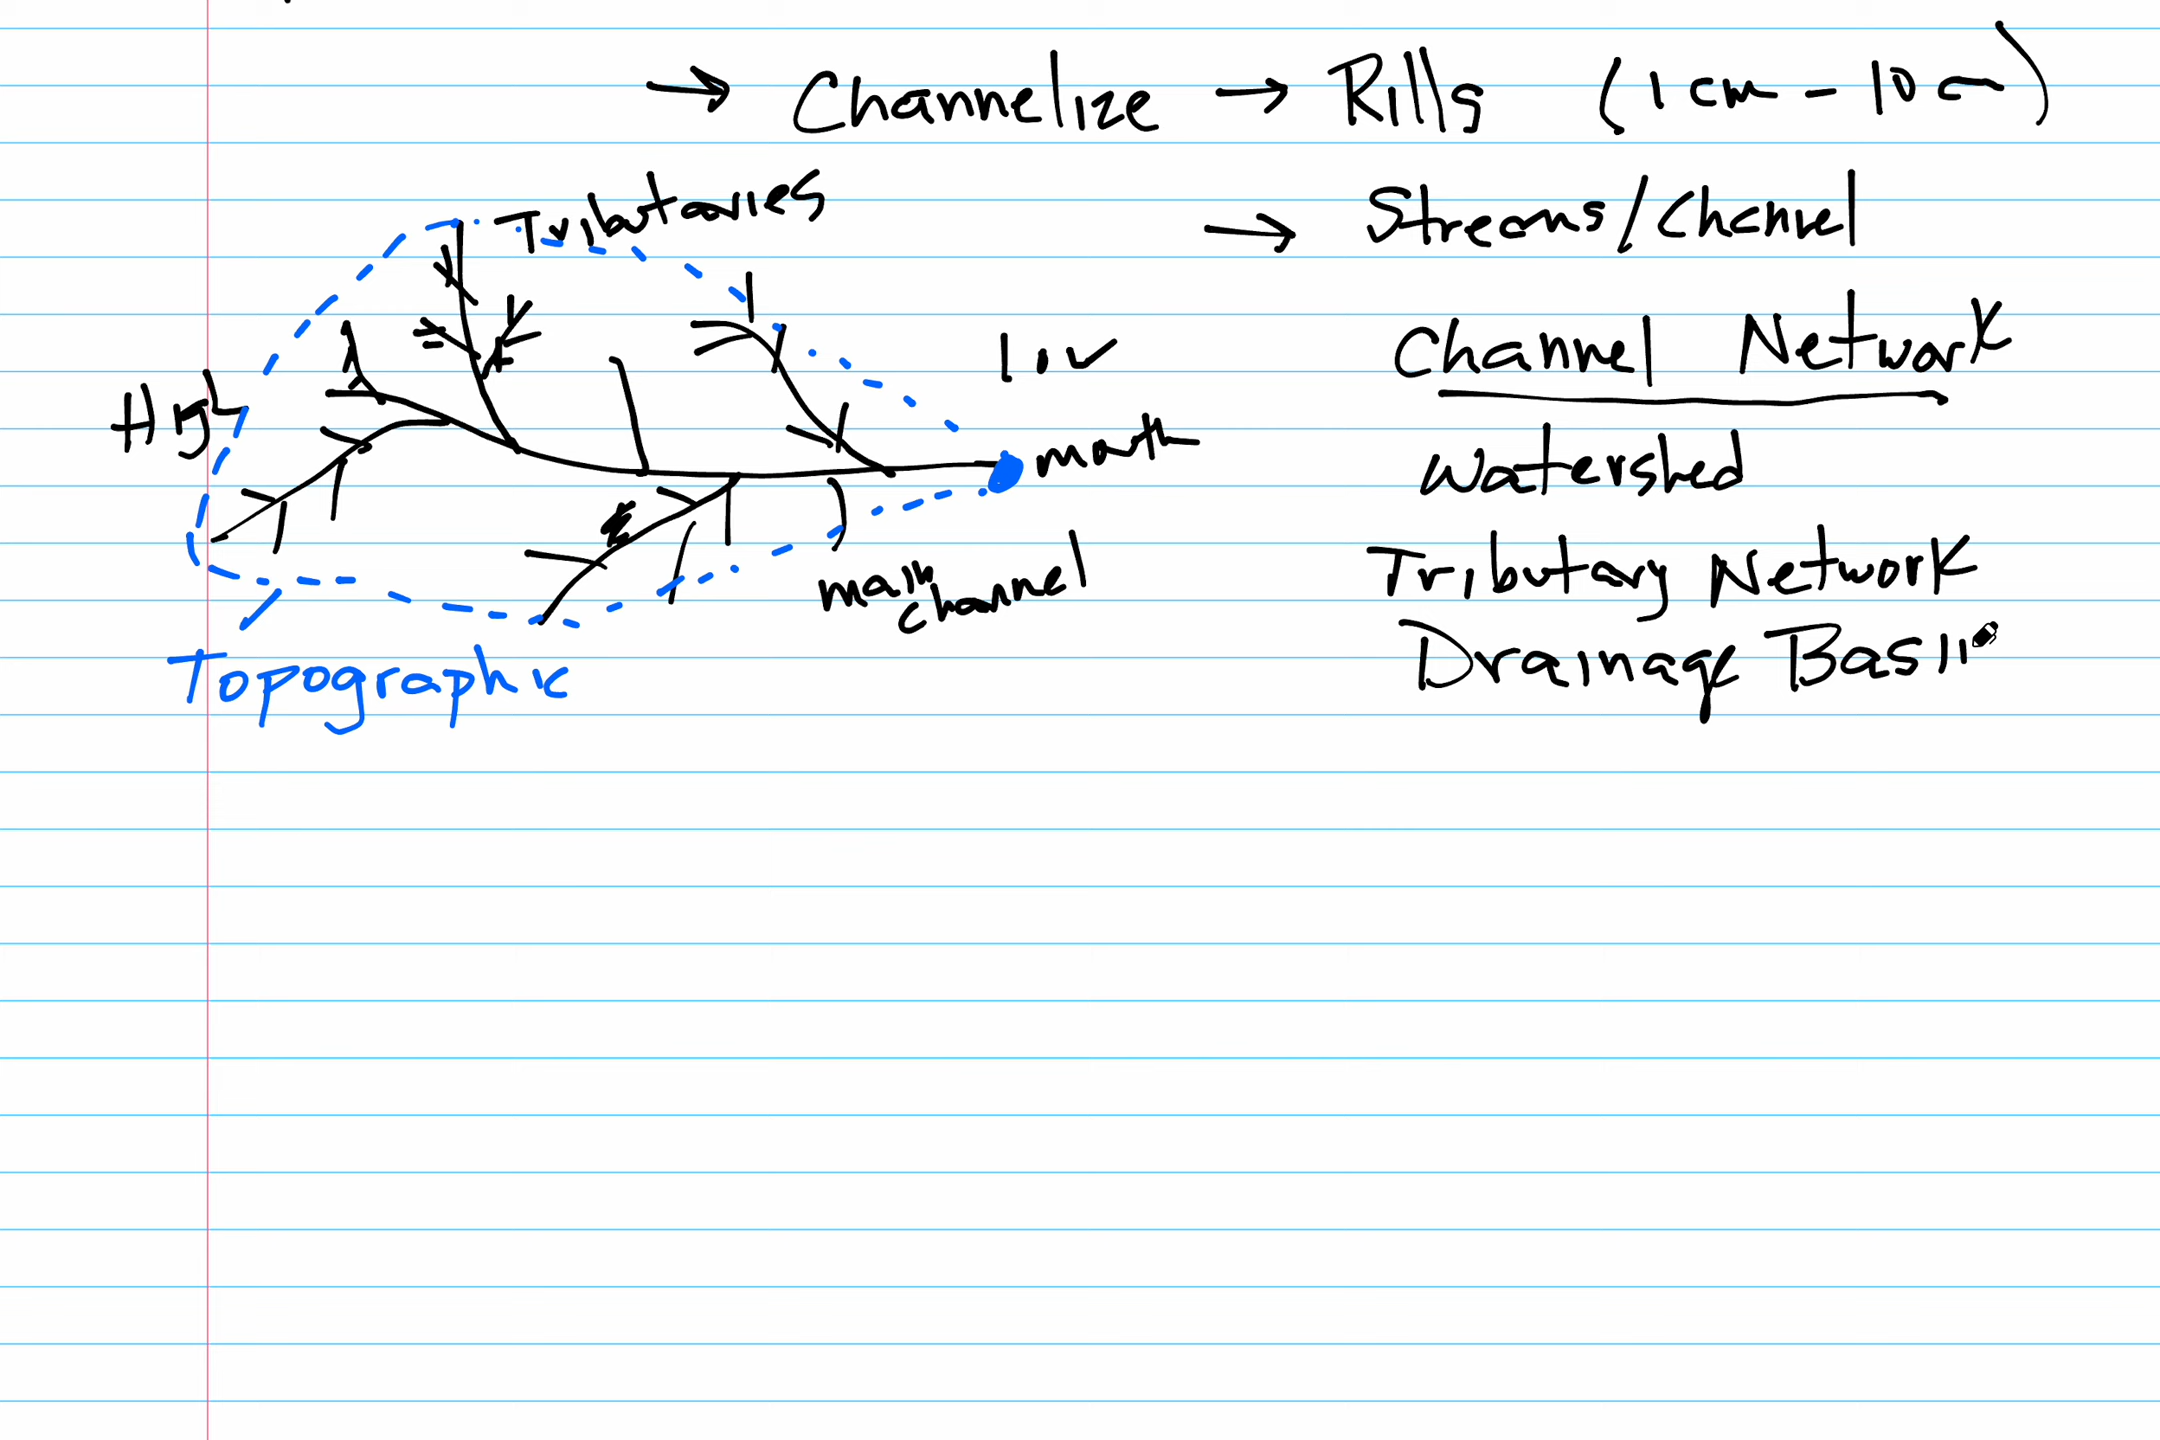 → Channelize → Rills (1 cm - 10 cm)
Tributaries
→ Streams/Channel
High
low
Channel Network
mouth
Watershed
main channel
Tributary Network
Topographic
Drainage Basin